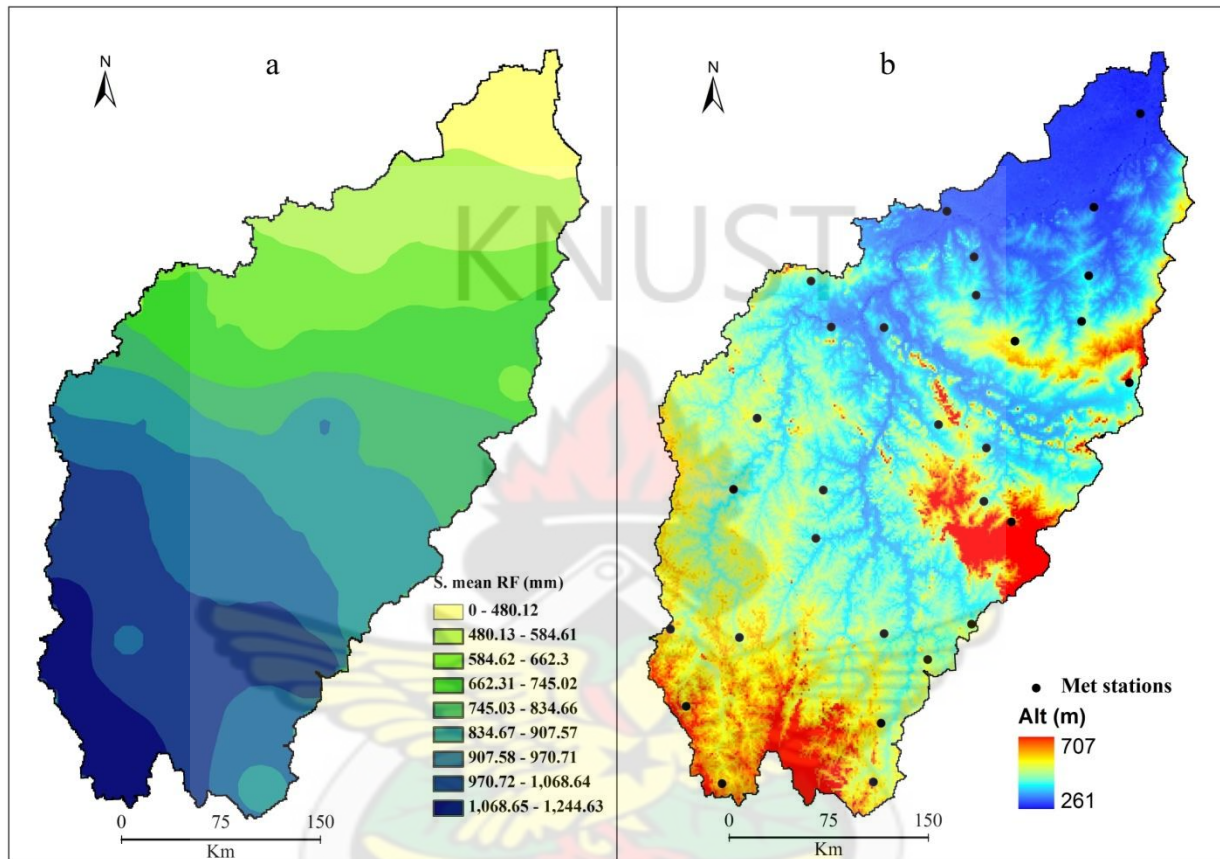 N
a
S. mean RF (mm)
0 - 480.12
480.13 - 584.61
584.62 - 662.3
662.31 - 745.02
745.03 - 834.66
834.67 - 907.57
907.58 - 970.71
970.72 - 1,068.64
1,068.65 - 1,244.63
0 75 150
Km
N
b
Met stations
Alt (m)
707
261
0 75 150
Km
KNUST